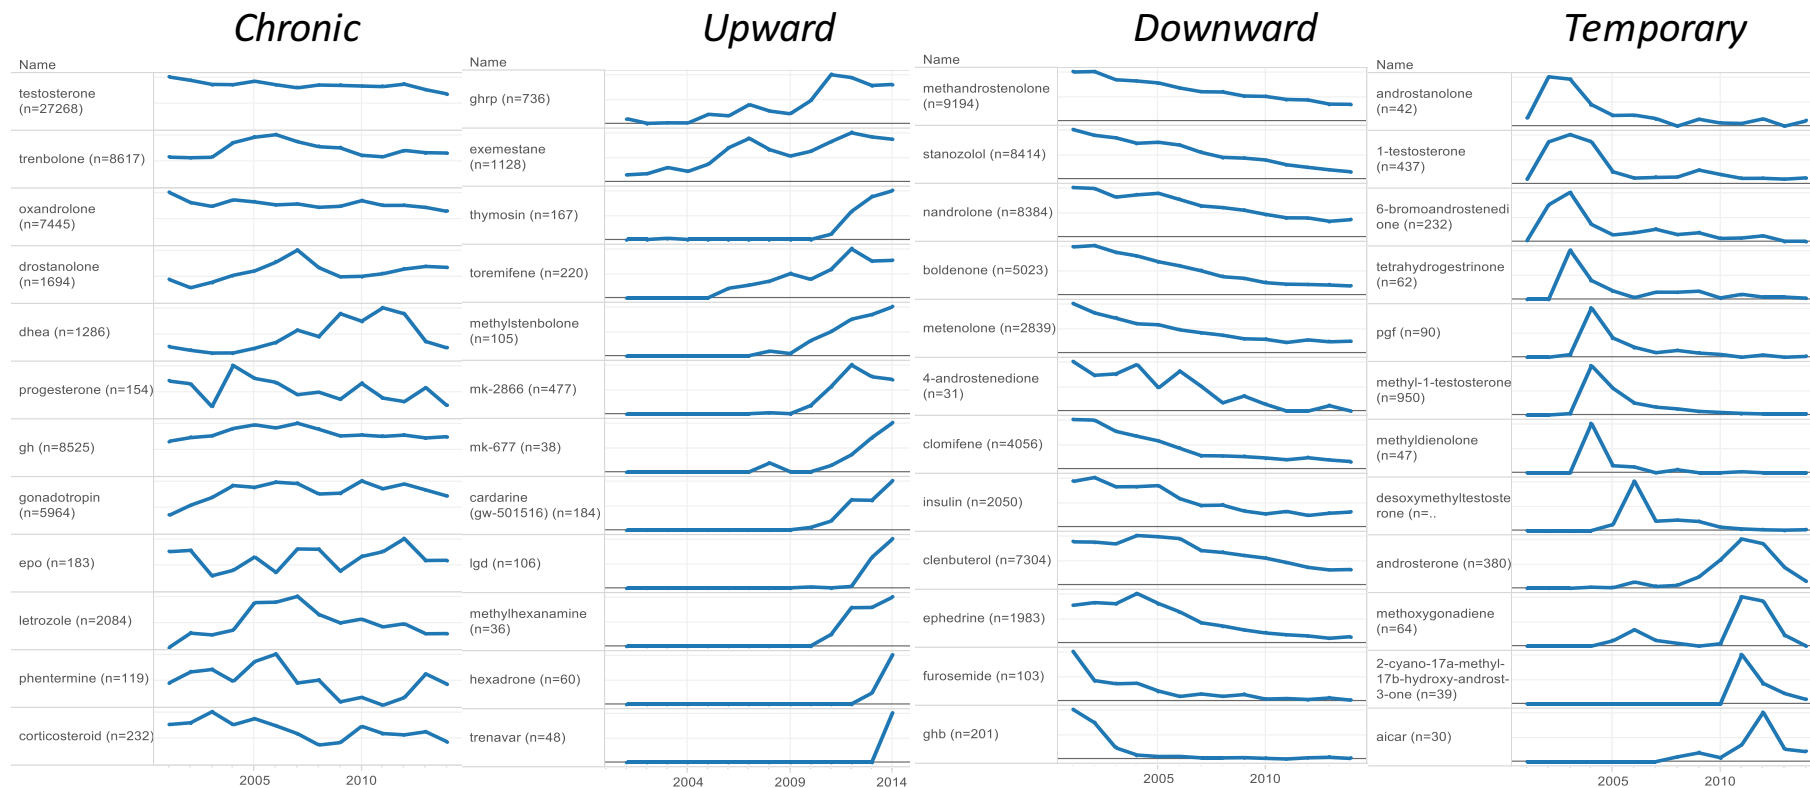 Chronic
Name
testosterone
(n=27268)
trenbolone (n=8617)
oxandrolone
(n=7445)
drostanolone
(n=1694)
dhea (n=1286)
progesterone (n=154)
gh (n=8525)
gonadotropin
(n=5964)
epo (n=183)
letrozole (n=2084)
phentermine (n=119)
corticosteroid (n=232)
2005
2010
Upward
Name
ghrp (n=736)
exemestane
(n=1128)
thymosin (n=167)
toremifene (n=220)
methylstenbolone
(n=105)
mk-2866 (n=477)
mk-677 (n=38)
cardarine
(gw-501516) (n=184)
lgd (n=106)
methylhexanamine
(n=36)
hexadrone (n=60)
trenavar (n=48)
2004
2009
2014
Downward
Name
methandrostenolone
(n=9194)
stanozolol (n=8414)
nandrolone (n=8384)
boldenone (n=5023)
metenolone (n=2839)
4-androstenedione
(n=31)
clomifene (n=4056)
insulin (n=2050)
clenbuterol (n=7304)
ephedrine (n=1983)
furosemide (n=103)
ghb (n=201)
2005
2010
Temporary
Name
androstanolone
(n=42)
1-testosterone
(n=437)
6-bromoandrostenedi
one (n=232)
tetrahydrogestrinone
(n=62)
pgf (n=90)
methyl-1-testosterone
(n=950)
methyldienolone
(n=47)
desoxymethyltestoste
rone (n=..
androsterone (n=380)
methoxygonadiene
(n=64)
2-cyano-17a-methyl-
17b-hydroxy-androst-
3-one (n=39)
aicar (n=30)
2005
2010